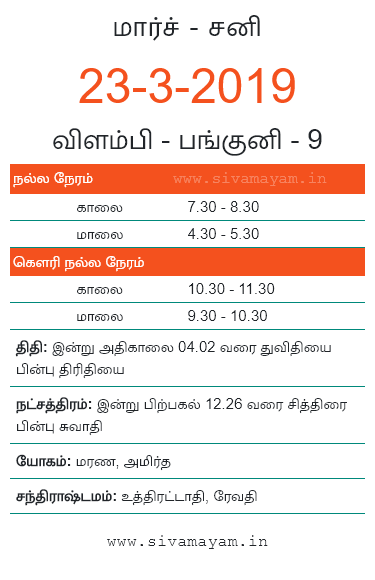 மார்ச் - சனி
23-3-2019
விளம்பி - பங்குனி - 9
நல்ல நேரம் www.sivamayam.in
காலை 7.30 - 8.30
மாலை 4.30 - 5.30
கௌரி நல்ல நேரம்
காலை 10.30 - 11.30
மாலை 9.30 - 10.30
திதி: இன்று அதிகாலை 04.02 வரை துவிதியை
பின்பு திரிதியை
நட்சத்திரம்: இன்று பிற்பகல் 12.26 வரை சித்திரை
பின்பு சுவாதி
யோகம்: மரண, அமிர்த
சந்திராஷ்டமம்: உத்திரட்டாதி, ரேவதி
www.sivamayam.in